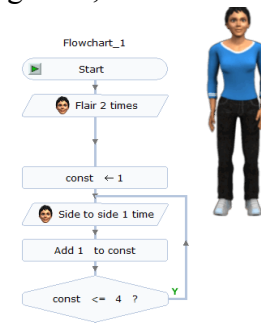 Flowchart_1
Start
Flair 2 times
const ← 1
Side to side 1 time
Add 1 to const
Y
const <= 4 ?